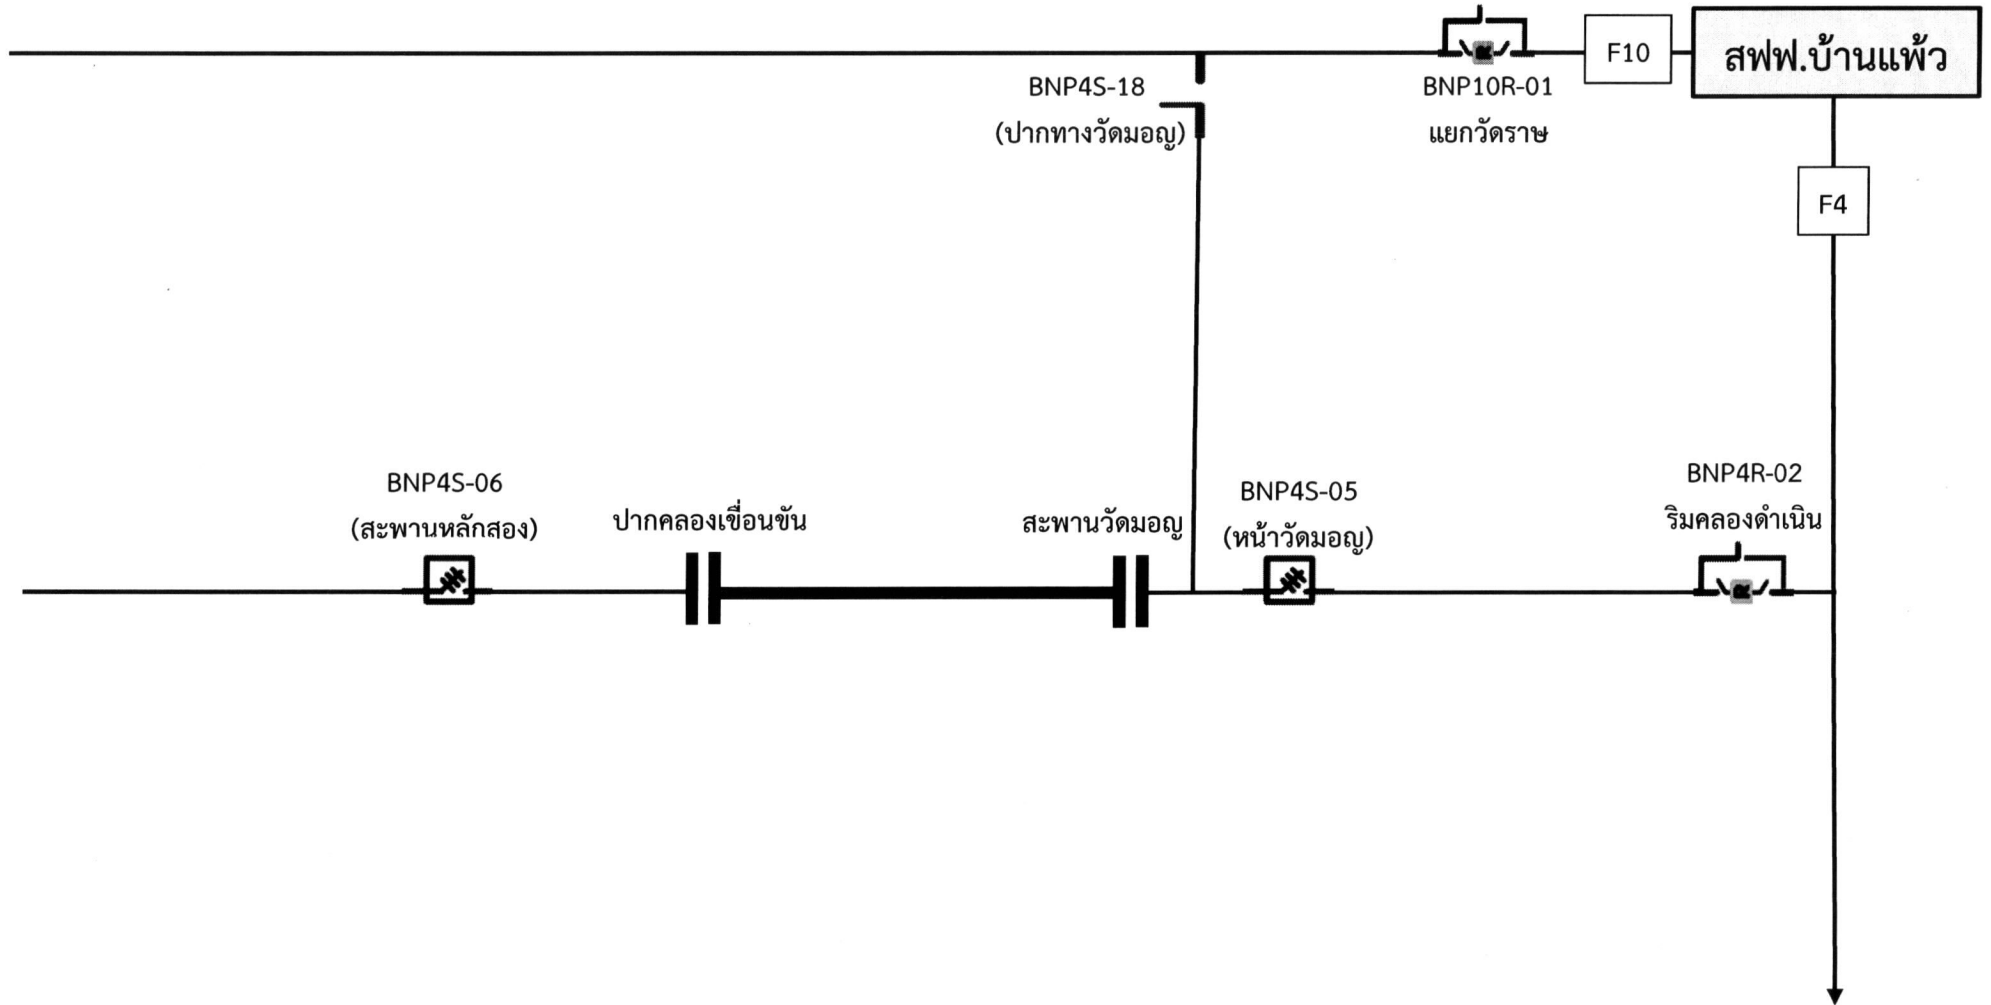 BNP4S-18
(ปากทางวัดมอญ)
BNP10R-01
แยกวัดราษ
F10
สฟฟ.บ้านแพ้ว
F4
BNP4S-06
(สะพานหลักสอง)
ปากคลองเขื่อนขัน
สะพานวัดมอญ
BNP4S-05
(หน้าวัดมอญ)
BNP4R-02
ริมคลองดำเนิน
R
R